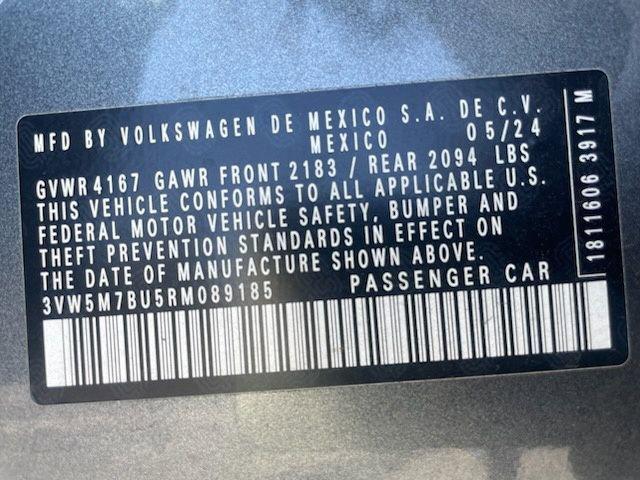 MFD BY VOLKSWAGEN DE MEXICO S.A. DE C.V.
MEXICO 05/24
GVWR 4167 GAWR FRONT 2183 / REAR 2094 LBS
THIS VEHICLE CONFORMS TO ALL APPLICABLE U.S.
FEDERAL MOTOR VEHICLE SAFETY, BUMPER AND
THEFT PREVENTION STANDARDS IN EFFECT ON
THE DATE OF MANUFACTURE SHOWN ABOVE.
3VW5M7BU5RM089185 PASSENGER CAR
1811606 3917 M